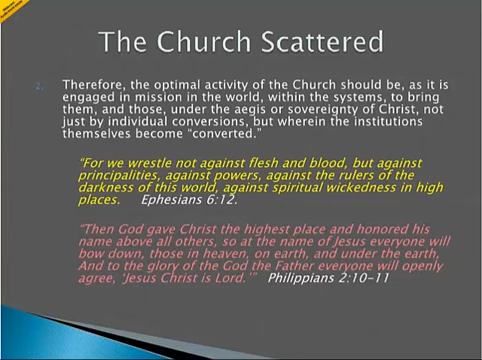 The Church Scattered
2. Therefore, the optimal activity of the Church should be, as it is
engaged in mission in the world, within the systems, to bring
them, and those, under the aegis or sovereignty of Christ, not
just by individual conversions, but wherein the institutions
themselves become “converted.”
“For we wrestle not against flesh and blood, but against
principalities, against powers, against the rulers of the
darkness of this world, against spiritual wickedness in high
places. Ephesians 6:12.
“Then God gave Christ the highest place and honored his
name above all others, so at the name of Jesus everyone will
bow down, those in heaven, on earth, and under the earth,
And to the glory of the God the Father everyone will openly
agree, ‘Jesus Christ is Lord.’” Philippians 2:10-11